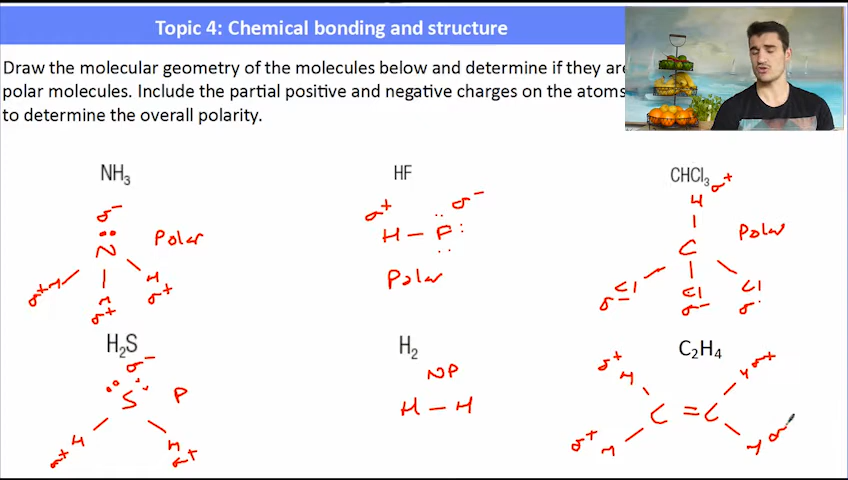 Topic 4: Chemical bonding and structure
Draw the molecular geometry of the molecules below and determine if they are
polar molecules. Include the partial positive and negative charges on the atoms
to determine the overall polarity.
NH₃
HF
CHCl₃
σ-
N
H
H
H
σ+
σ+
σ+
Polar
σ+
σ-
H – F
Polar
σ+
H
C
Cl
Cl
Cl
σ-
σ-
σ-
Polar
H₂S
H₂
C₂H₄
σ-
S
P
H
H
σ+
σ+
NP
H – H
σ+
H
H
σ+
C = C
σ+
H
H
σ